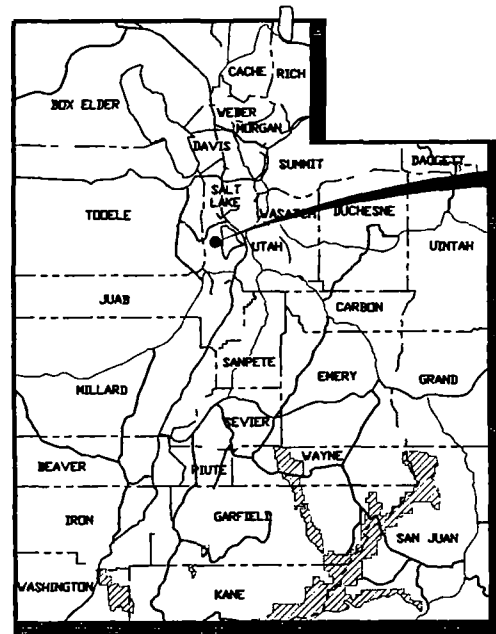 CACHE
RICH
BOX ELDER
WEBER
MORGAN
DAVIS
SUMMIT
DAGGETT
SALT
LAKE
TOOELE
WASATCH
DUCHESNE
UTAH
UINTAH
JUAB
CARBON
SANPETE
MILLARD
EMERY
GRAND
SEVIER
BEAVER
PIUTE
WAYNE
IRON
GARFIELD
SAN JUAN
WASHINGTON
KANE